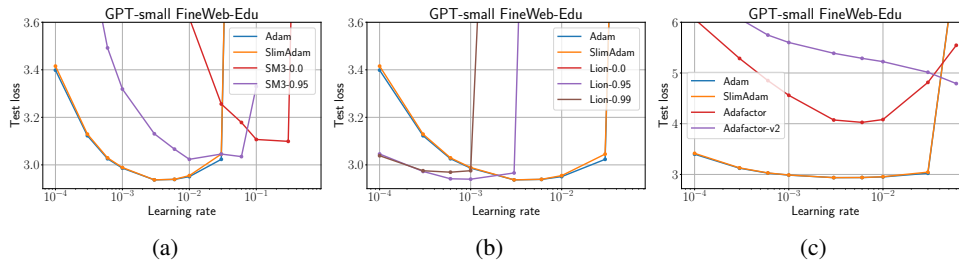 GPT-small FineWeb-Edu
Test loss
3.6
3.4
3.2
3.0
Adam
SlimAdam
SM3-0.0
SM3-0.95
10⁻⁴
10⁻³
10⁻²
10⁻¹
Learning rate
(a)
GPT-small FineWeb-Edu
Test loss
3.6
3.4
3.2
3.0
Adam
SlimAdam
Lion-0.0
Lion-0.95
Lion-0.99
10⁻⁴
10⁻³
10⁻²
10⁻¹
Learning rate
(b)
GPT-small FineWeb-Edu
Test loss
6
5
4
3
Adam
SlimAdam
Adafactor
Adafactor-v2
10⁻⁴
10⁻³
10⁻²
Learning rate
(c)